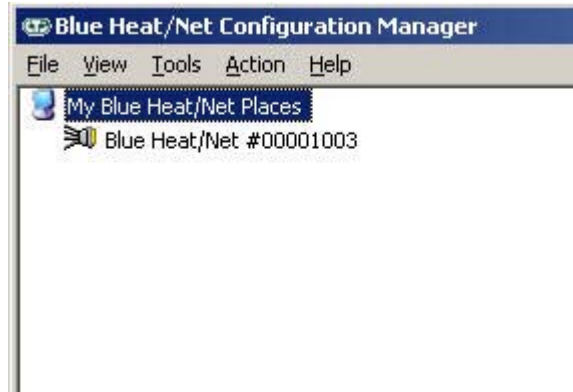 Blue Heat/Net Configuration Manager
File View Tools Action Help
My Blue Heat/Net Places
Blue Heat/Net #00001003